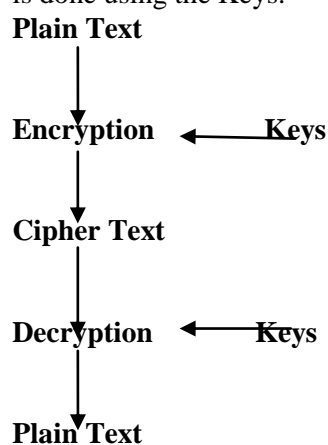 is done using the Keys.
Plain Text
Encryption Keys
Cipher Text
Decryption Keys
Plain Text